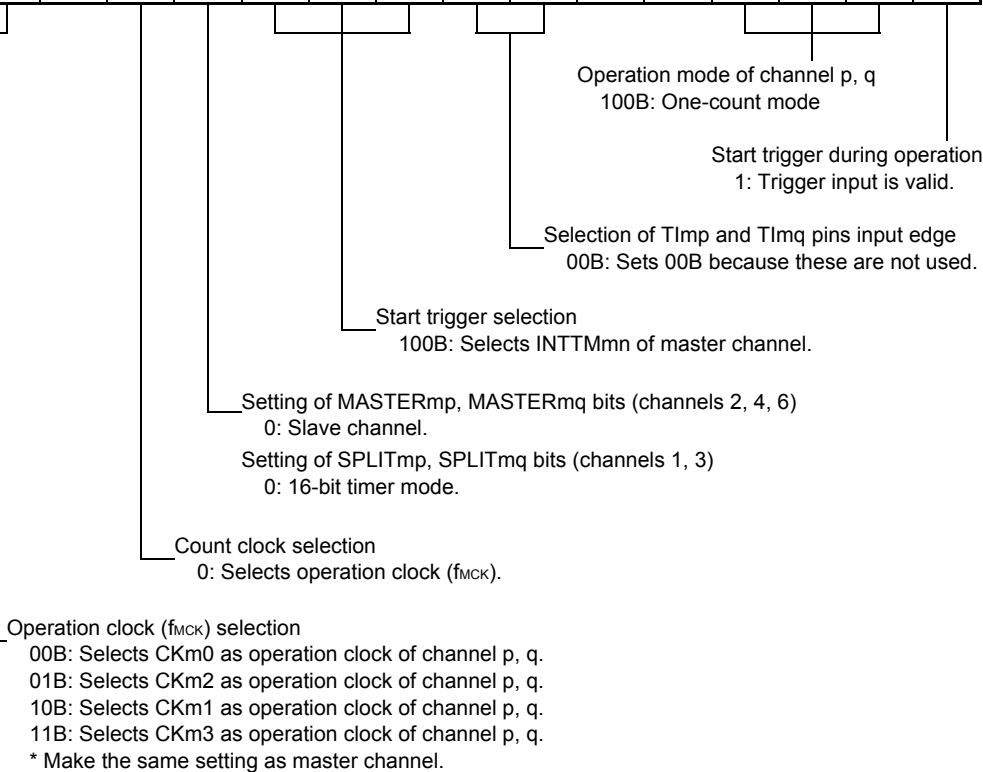 Operation mode of channel p, q
100B: One-count mode
Start trigger during operation
1: Trigger input is valid.
Selection of TImp and TImq pins input edge
00B: Sets 00B because these are not used.
Start trigger selection
100B: Selects INTTMmn of master channel.
Setting of MASTERmp, MASTERmq bits (channels 2, 4, 6)
0: Slave channel.
Setting of SPLITmp, SPLITmq bits (channels 1, 3)
0: 16-bit timer mode.
Count clock selection
0: Selects operation clock (fMCK).
Operation clock (fMCK) selection
00B: Selects CKm0 as operation clock of channel p, q.
01B: Selects CKm2 as operation clock of channel p, q.
10B: Selects CKm1 as operation clock of channel p, q.
11B: Selects CKm3 as operation clock of channel p, q.
* Make the same setting as master channel.